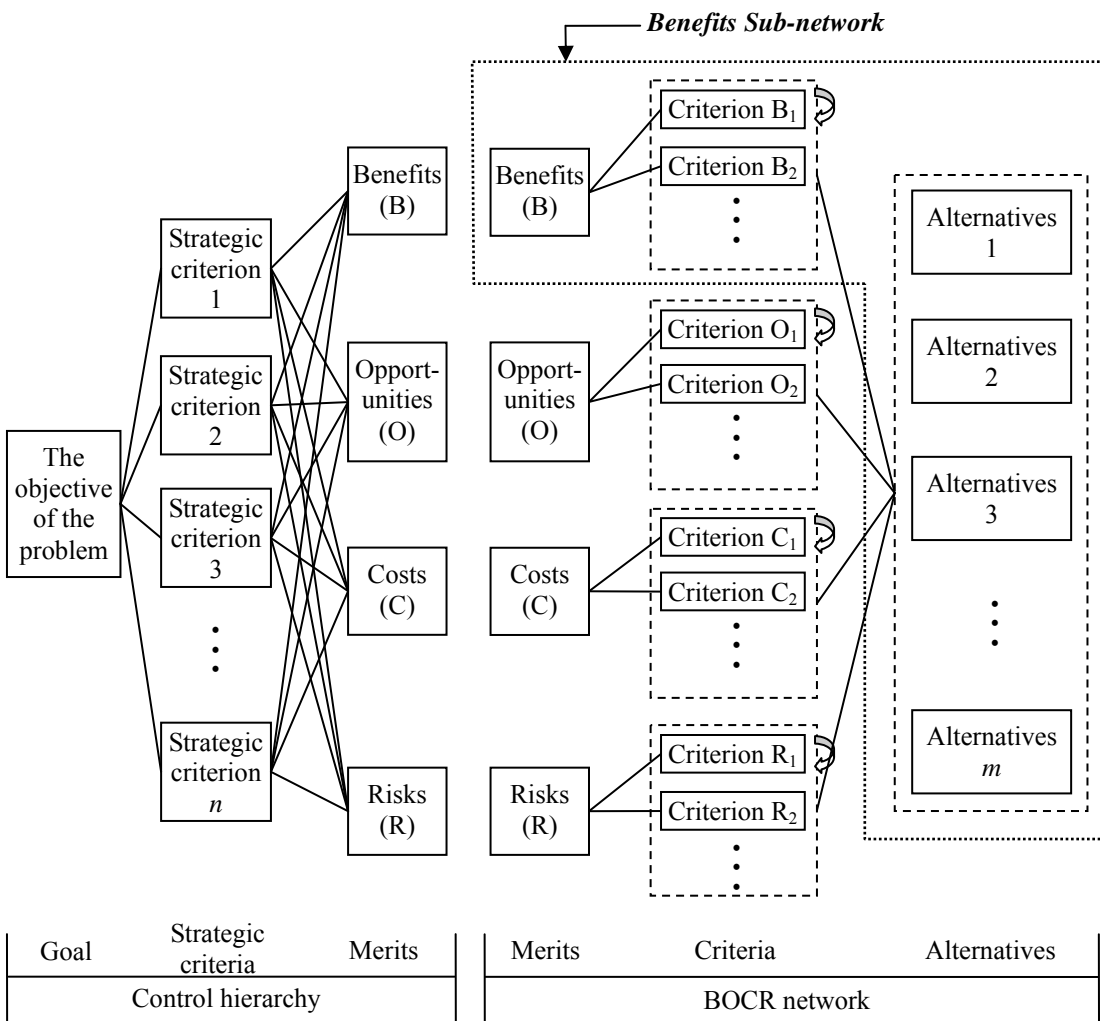 Benefits Sub-network
The
objective
of the
problem
Strategic
criterion
1
Strategic
criterion
2
Strategic
criterion
3
Strategic
criterion
n
Benefits
(B)
Opport-
unities
(O)
Costs
(C)
Risks
(R)
Benefits
(B)
Opport-
unities
(O)
Costs
(C)
Risks
(R)
Criterion B₁
Criterion B₂
Criterion O₁
Criterion O₂
Criterion C₁
Criterion C₂
Criterion R₁
Criterion R₂
Alternatives
1
Alternatives
2
Alternatives
3
Alternatives
m
Goal
Strategic
criteria
Merits
Merits
Criteria
Alternatives
Control hierarchy
BOCR network